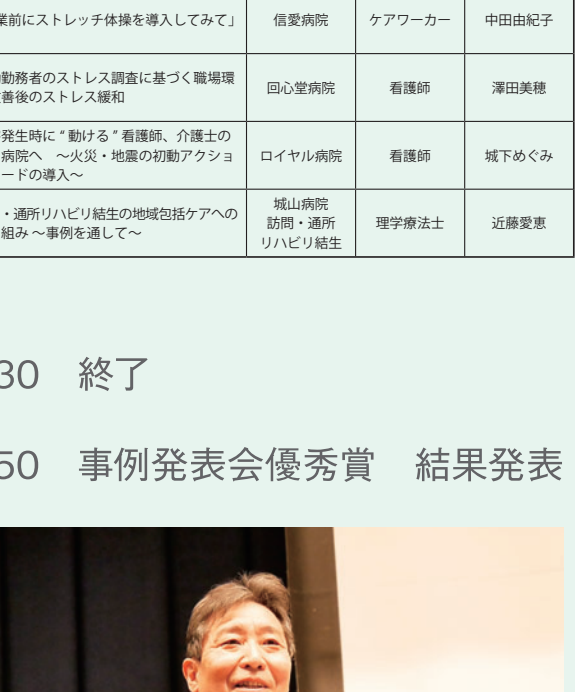 業前にストレッチ体操を導入してみて」
信愛病院
ケアワーカー
中田由紀子
勤務者のストレス調査に基づく職場環
善後のストレス緩和
回心堂病院
看護師
澤田美穂
発生時に “ 動ける ” 看護師、介護士の
病院へ　～火災・地震の初動アクショ
ードの導入～
ロイヤル病院
看護師
城下めぐみ
・通所リハビリ結生の地域包括ケアへの
組み ～事例を通して～
城山病院
訪問・通所
リハビリ結生
理学療法士
近藤愛恵
30　終了
50　事例発表会優秀賞　結果発表